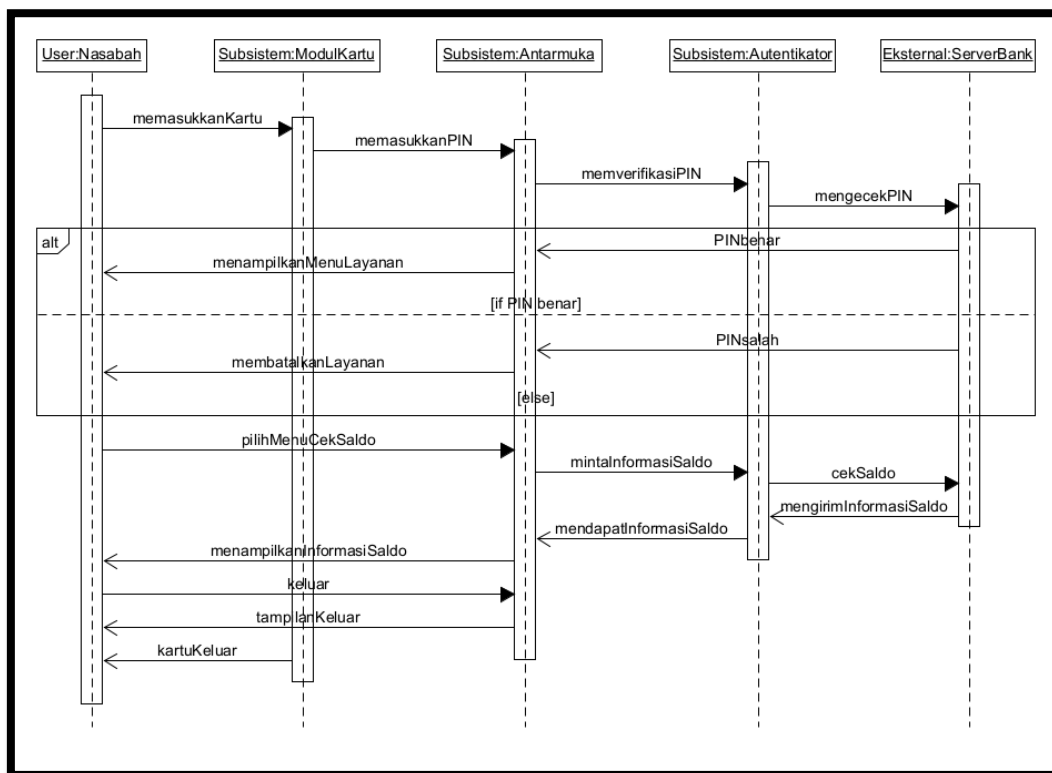 User:Nasabah
Subsistem:ModulKartu
Subsistem:Antarmuka
Subsistem:Autentikator
Eksternal:ServerBank
memasukkanKartu
memasukkanPIN
memverifikasiPIN
mengecekPIN
alt
PINbenar
menampilkanMenuLayanan
[if PIN benar]
PINsalah
membatalkanLayanan
[else]
pilihMenuCekSaldo
mintaInformasiSaldo
cekSaldo
mengirimInformasiSaldo
mendapatInformasiSaldo
menampilkanInformasiSaldo
keluar
tampilanKeluar
kartuKeluar